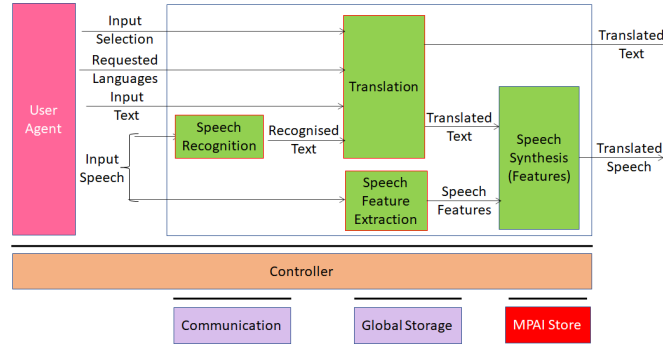 Input
Selection
Requested
Languages
Input
Text
User
Agent
Input
Speech
Speech
Recognition
Recognised
Text
Translation
Translated
Text
Translated
Text
Speech
Feature
Extraction
Speech
Features
Speech
Synthesis
(Features)
Translated
Speech
Controller
Communication
Global Storage
MPAI Store